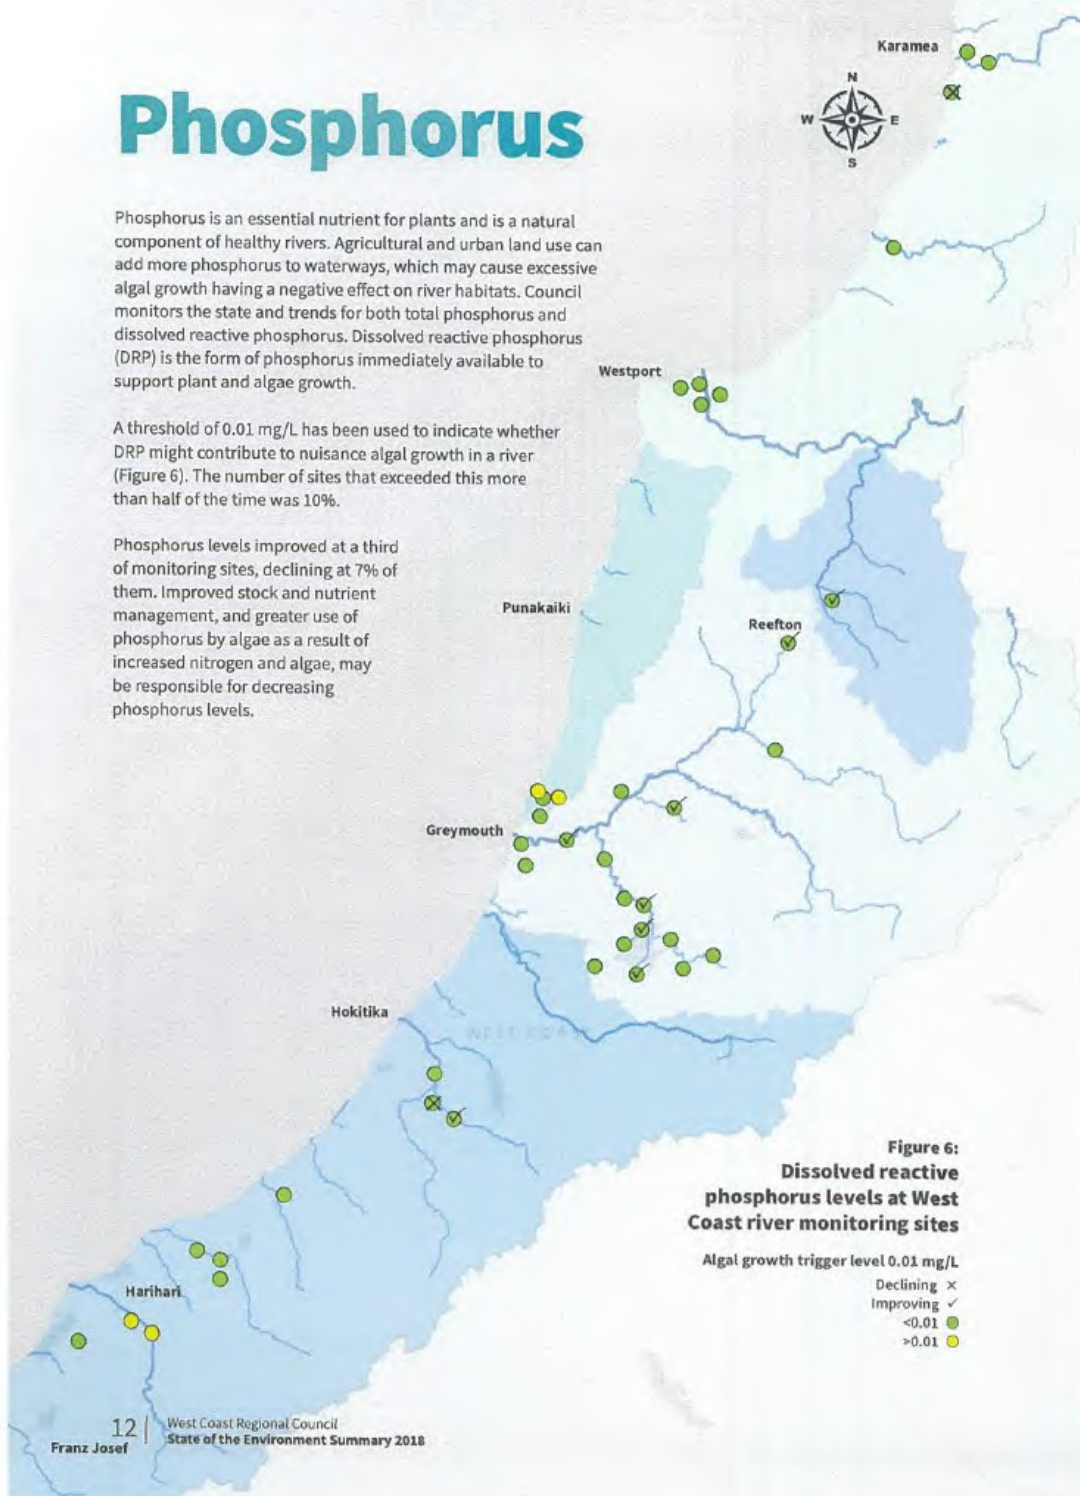 Phosphorus
Phosphorus is an essential nutrient for plants and is a natural
component of healthy rivers. Agricultural and urban land use can
add more phosphorus to waterways, which may cause excessive
algal growth having a negative effect on river habitats. Council
monitors the state and trends for both total phosphorus and
dissolved reactive phosphorus. Dissolved reactive phosphorus
(DRP) is the form of phosphorus immediately available to
support plant and algae growth.
A threshold of 0.01 mg/L has been used to indicate whether
DRP might contribute to nuisance algal growth in a river
(Figure 6). The number of sites that exceeded this more
than half of the time was 10%.
Phosphorus levels improved at a third
of monitoring sites, declining at 7% of
them. Improved stock and nutrient
management, and greater use of
phosphorus by algae as a result of
increased nitrogen and algae, may
be responsible for decreasing
phosphorus levels.
Karamea
N
W E
S
Westport
Punakaiki
Reefton
Greymouth
Hokitika
WEST COAST
Harihari
Franz Josef
Figure 6:
Dissolved reactive
phosphorus levels at West
Coast river monitoring sites
Algal growth trigger level 0.01 mg/L
Declining ×
Improving ✓
<0.01
>0.01
12 | West Coast Regional Council
State of the Environment Summary 2018